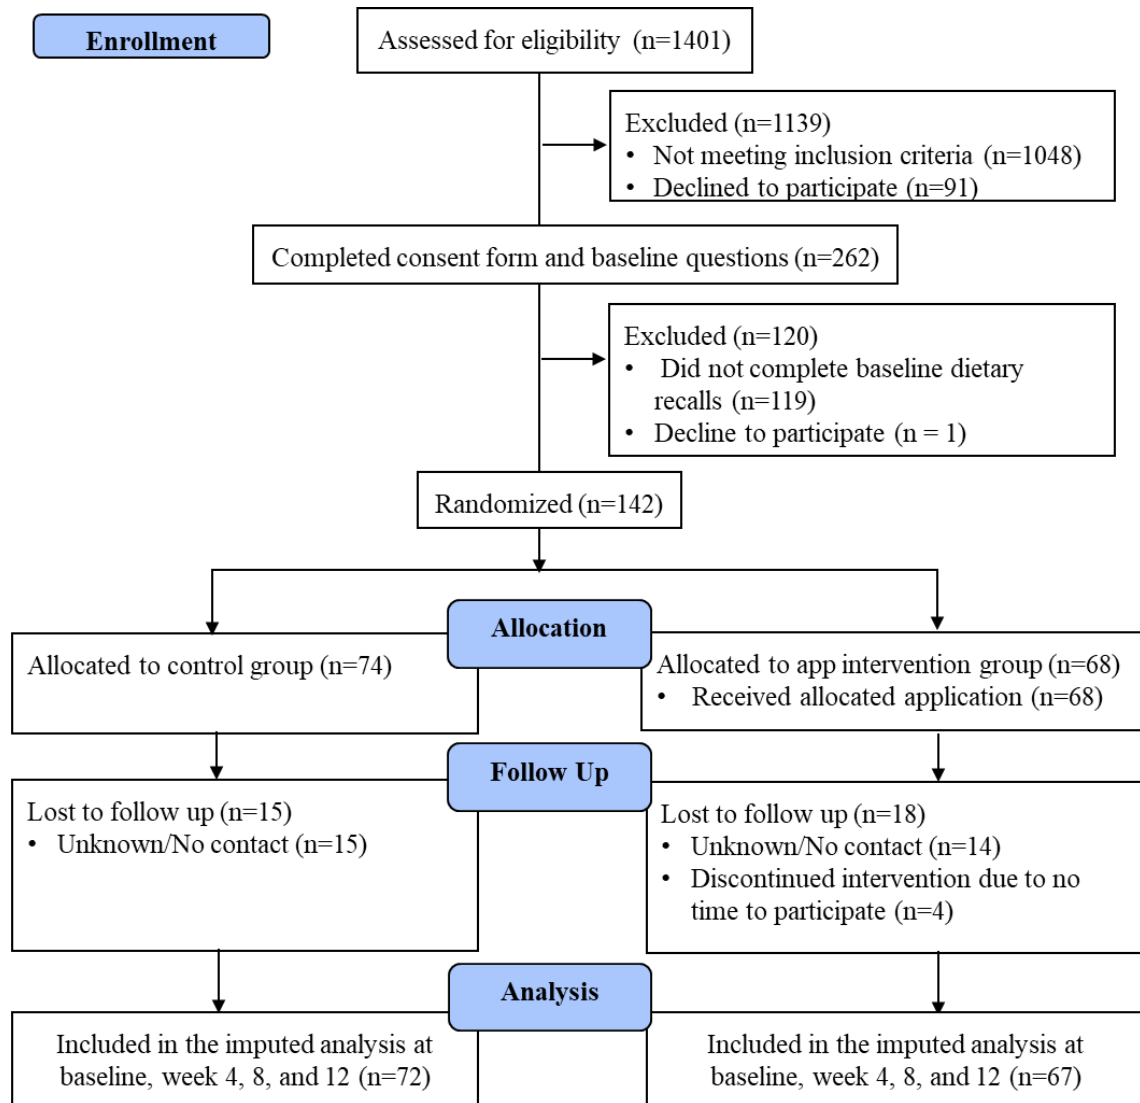 Enrollment
Assessed for eligibility (n=1401)
Excluded (n=1139)
• Not meeting inclusion criteria (n=1048)
• Declined to participate (n=91)
Completed consent form and baseline questions (n=262)
Excluded (n=120)
• Did not complete baseline dietary
recalls (n=119)
• Decline to participate (n = 1)
Randomized (n=142)
Allocation
Allocated to control group (n=74)
Allocated to app intervention group (n=68)
• Received allocated application (n=68)
Follow Up
Lost to follow up (n=15)
• Unknown/No contact (n=15)
Lost to follow up (n=18)
• Unknown/No contact (n=14)
• Discontinued intervention due to no
time to participate (n=4)
Analysis
Included in the imputed analysis at
baseline, week 4, 8, and 12 (n=72)
Included in the imputed analysis at
baseline, week 4, 8, and 12 (n=67)